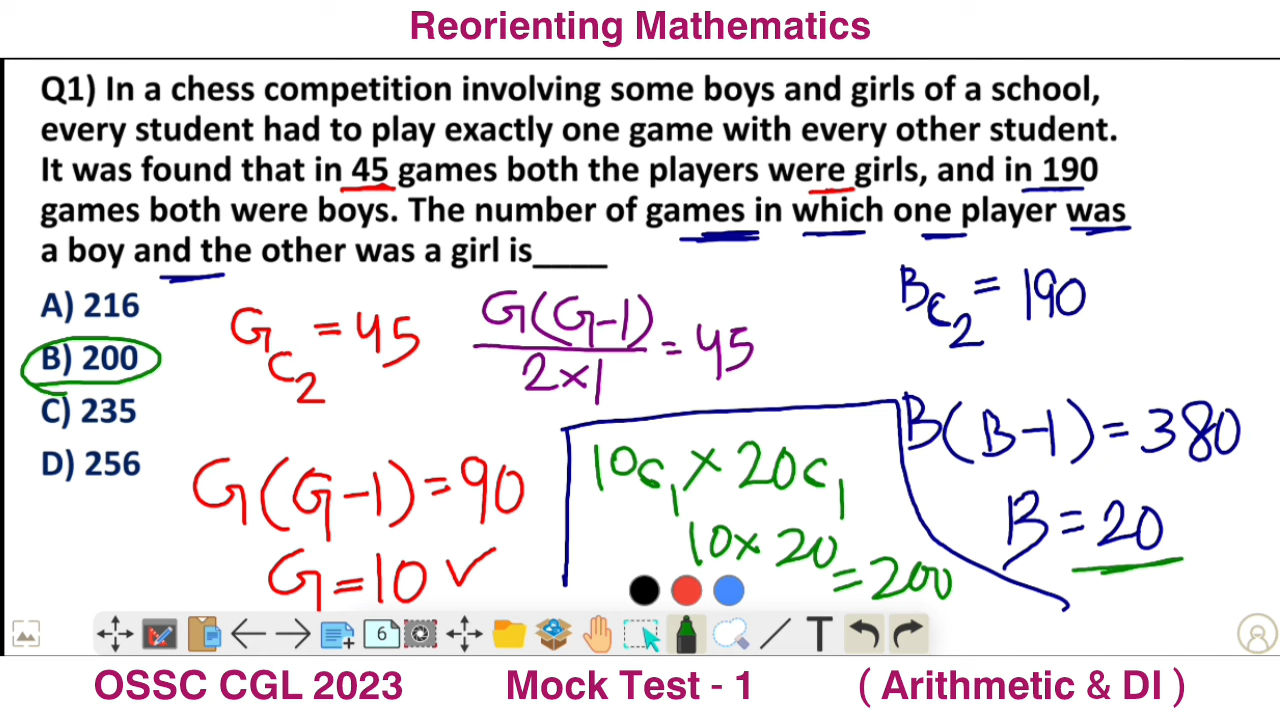 Reorienting Mathematics
Q1) In a chess competition involving some boys and girls of a school,
every student had to play exactly one game with every other student.
It was found that in 45 games both the players were girls, and in 190
games both were boys. The number of games in which one player was
a boy and the other was a girl is____
A) 216
B) 200
C) 235
D) 256
G
C
2
= 45
G(G-1)
2×1
= 45
B
C
2
= 190
G(G-1)=90
G=10 ✓
B(B-1)=380
B=20
10C1 × 20C1
10×20
=200
6
T
OSSC CGL 2023 Mock Test - 1 ( Arithmetic & DI )